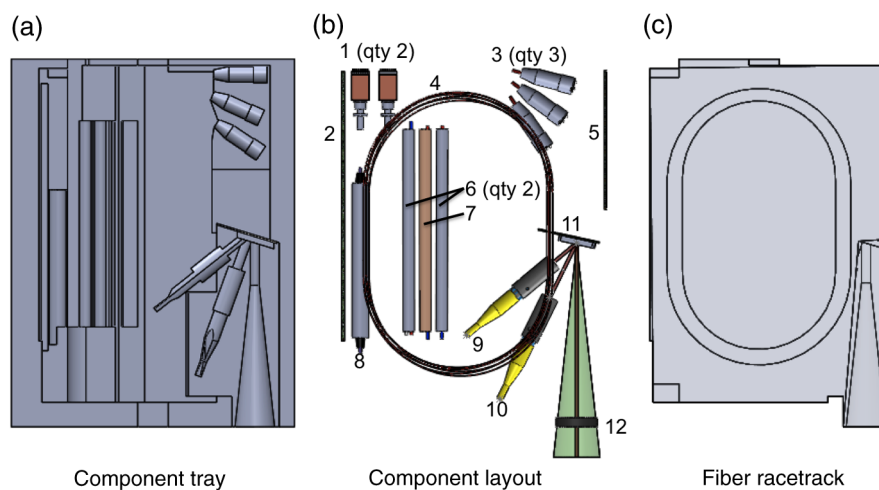 (a)
(b)
(c)
1 (qty 2)
3 (qty 3)
4
2
5
6 (qty 2)
7
11
9
8
10
12
Component tray
Component layout
Fiber racetrack